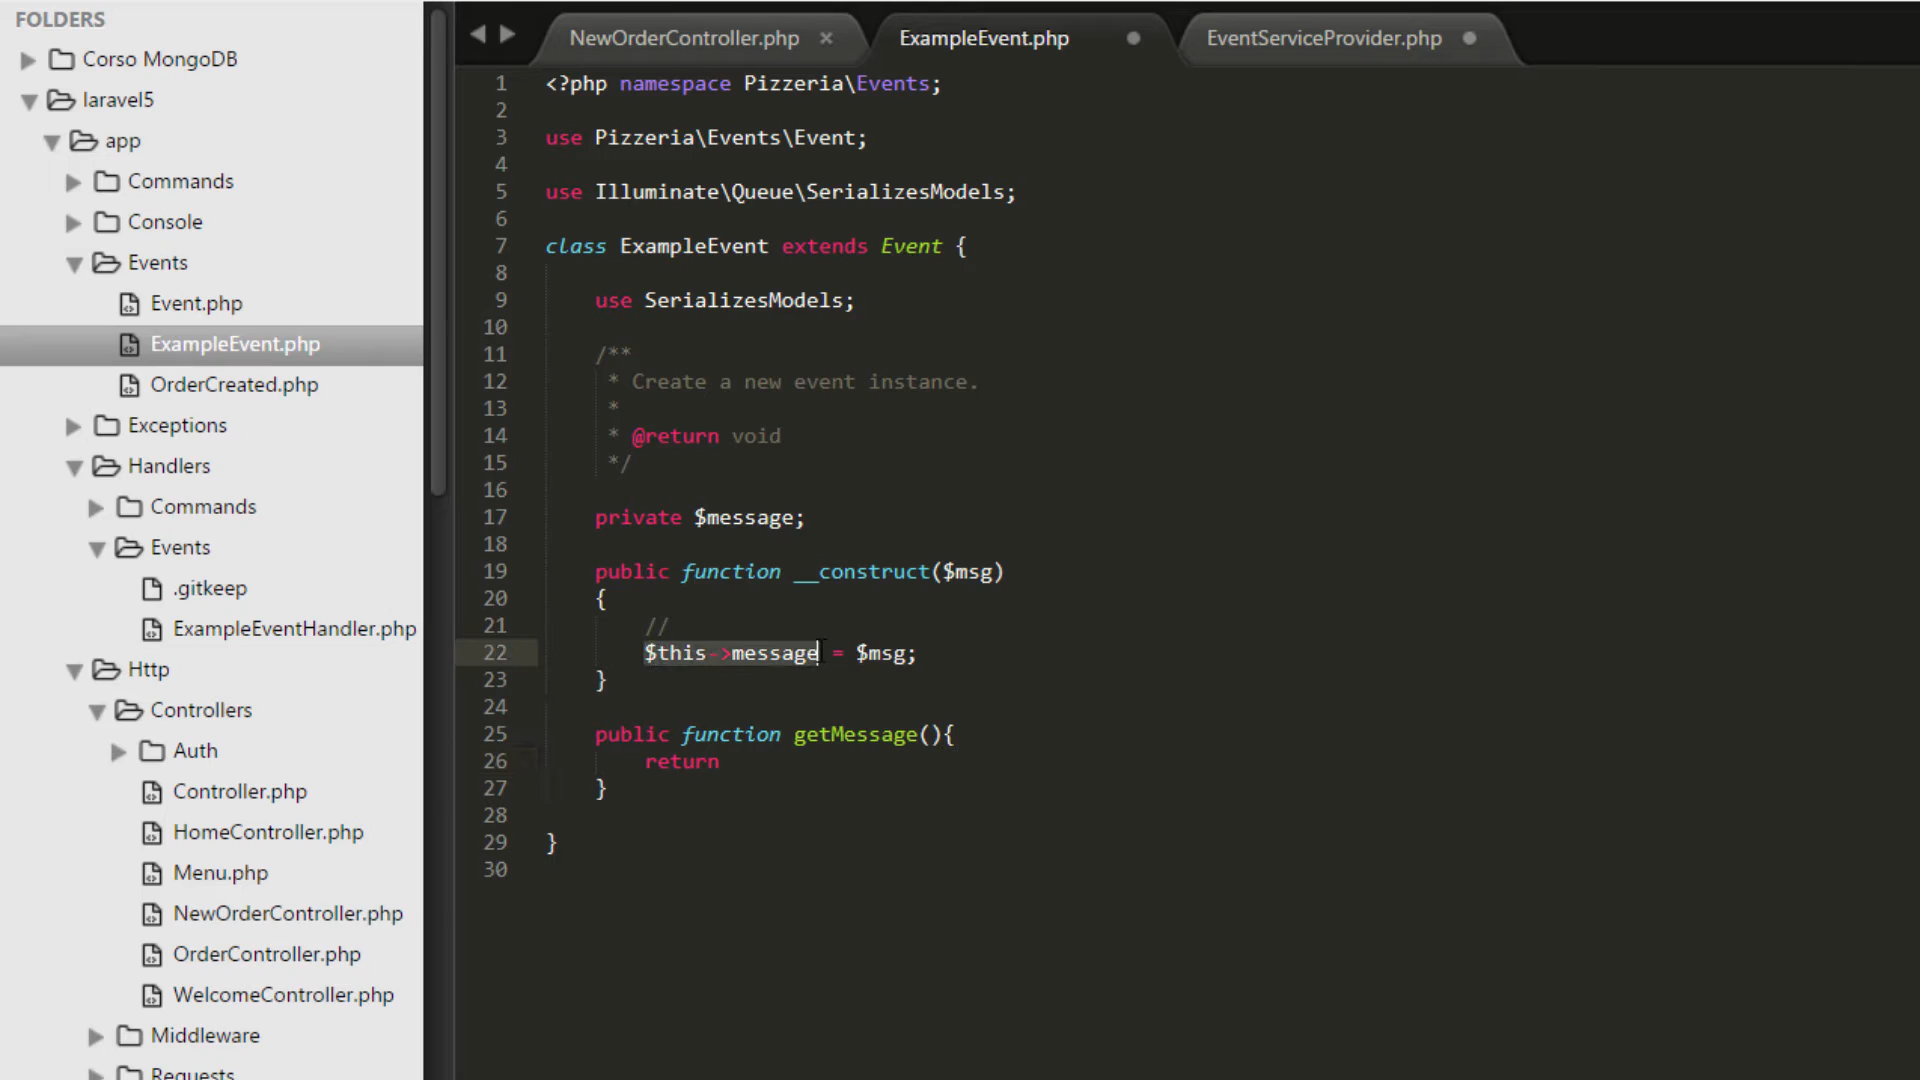 FOLDERS
Corso MongoDB
laravel5
app
Commands
Console
Events
Event.php
ExampleEvent.php
OrderCreated.php
Exceptions
Handlers
Commands
Events
.gitkeep
ExampleEventHandler.php
Http
Controllers
Auth
Controller.php
HomeController.php
Menu.php
NewOrderController.php
OrderController.php
WelcomeController.php
Middleware
Requests
NewOrderController.php ×
ExampleEvent.php
EventServiceProvider.php
1 <?php namespace Pizzeria\Events;
2
3 use Pizzeria\Events\Event;
4
5 use Illuminate\Queue\SerializesModels;
6
7 class ExampleEvent extends Event {
8
9 use SerializesModels;
10
11 /**
12 * Create a new event instance.
13 *
14 * @return void
15 */
16
17 private $message;
18
19 public function __construct($msg)
20 {
21 //
22 $this->message = $msg;
23 }
24
25 public function getMessage(){
26 return
27 }
28
29 }
30